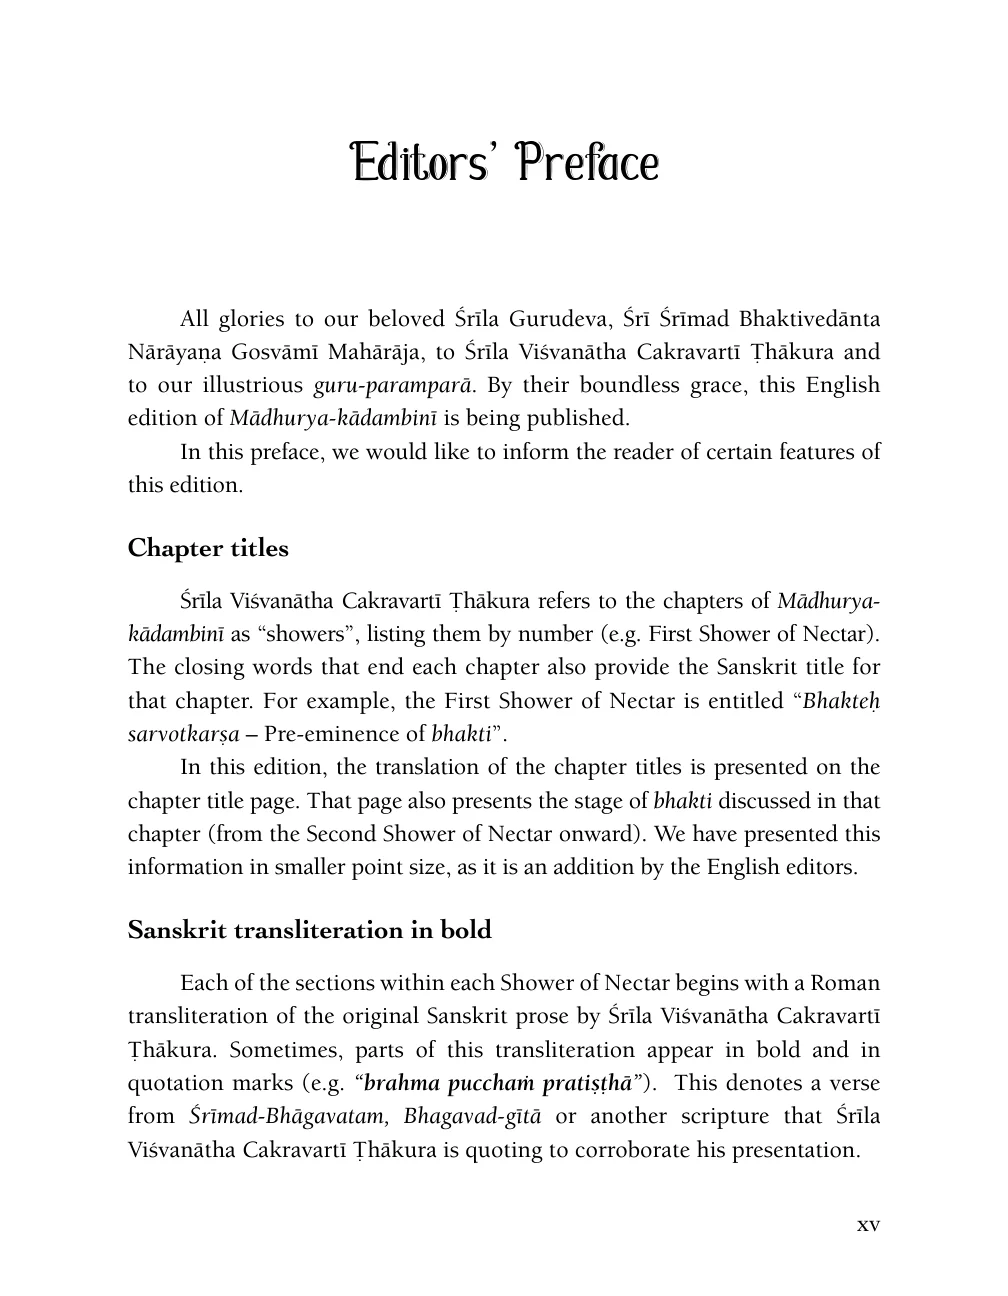 Editors’ Preface
All glories to our beloved Śrīla Gurudeva, Śrī Śrīmad Bhaktivedānta
Nārāyaṇa Gosvāmī Mahārāja, to Śrīla Viśvanātha Cakravartī Ṭhākura and
to our illustrious guru-paramparā. By their boundless grace, this English
edition of Mādhurya-kādambinī is being published.
In this preface, we would like to inform the reader of certain features of
this edition.
Chapter titles
Śrīla Viśvanātha Cakravartī Ṭhākura refers to the chapters of Mādhurya-
kādambinī as “showers”, listing them by number (e.g. First Shower of Nectar).
The closing words that end each chapter also provide the Sanskrit title for
that chapter. For example, the First Shower of Nectar is entitled “Bhakteḥ
sarvotkarṣa – Pre-eminence of bhakti”.
In this edition, the translation of the chapter titles is presented on the
chapter title page. That page also presents the stage of bhakti discussed in that
chapter (from the Second Shower of Nectar onward). We have presented this
information in smaller point size, as it is an addition by the English editors.
Sanskrit transliteration in bold
Each of the sections within each Shower of Nectar begins with a Roman
transliteration of the original Sanskrit prose by Śrīla Viśvanātha Cakravartī
Ṭhākura. Sometimes, parts of this transliteration appear in bold and in
quotation marks (e.g. “brahma pucchaṁ pratiṣṭhā”).  This denotes a verse
from Śrīmad-Bhāgavatam, Bhagavad-gītā or another scripture that Śrīla
Viśvanātha Cakravartī Ṭhākura is quoting to corroborate his presentation.
xv